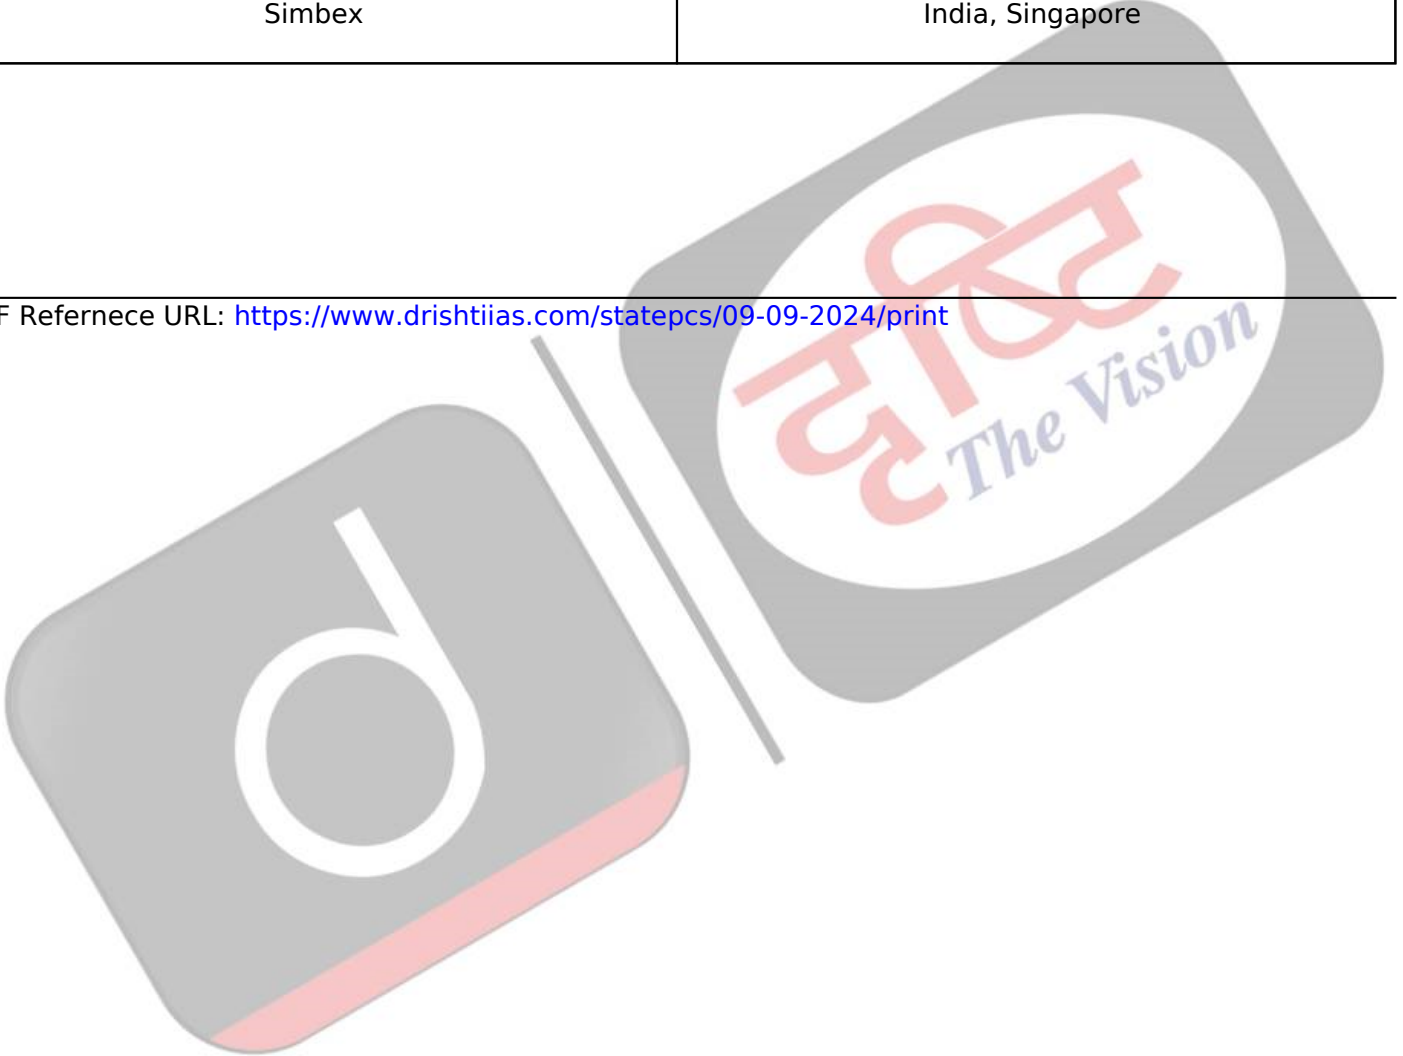 Simbex India, Singapore
F Refernece URL: https://www.drishtiias.com/statepcs/09-09-2024/print
दृष्टि
The Vision
d